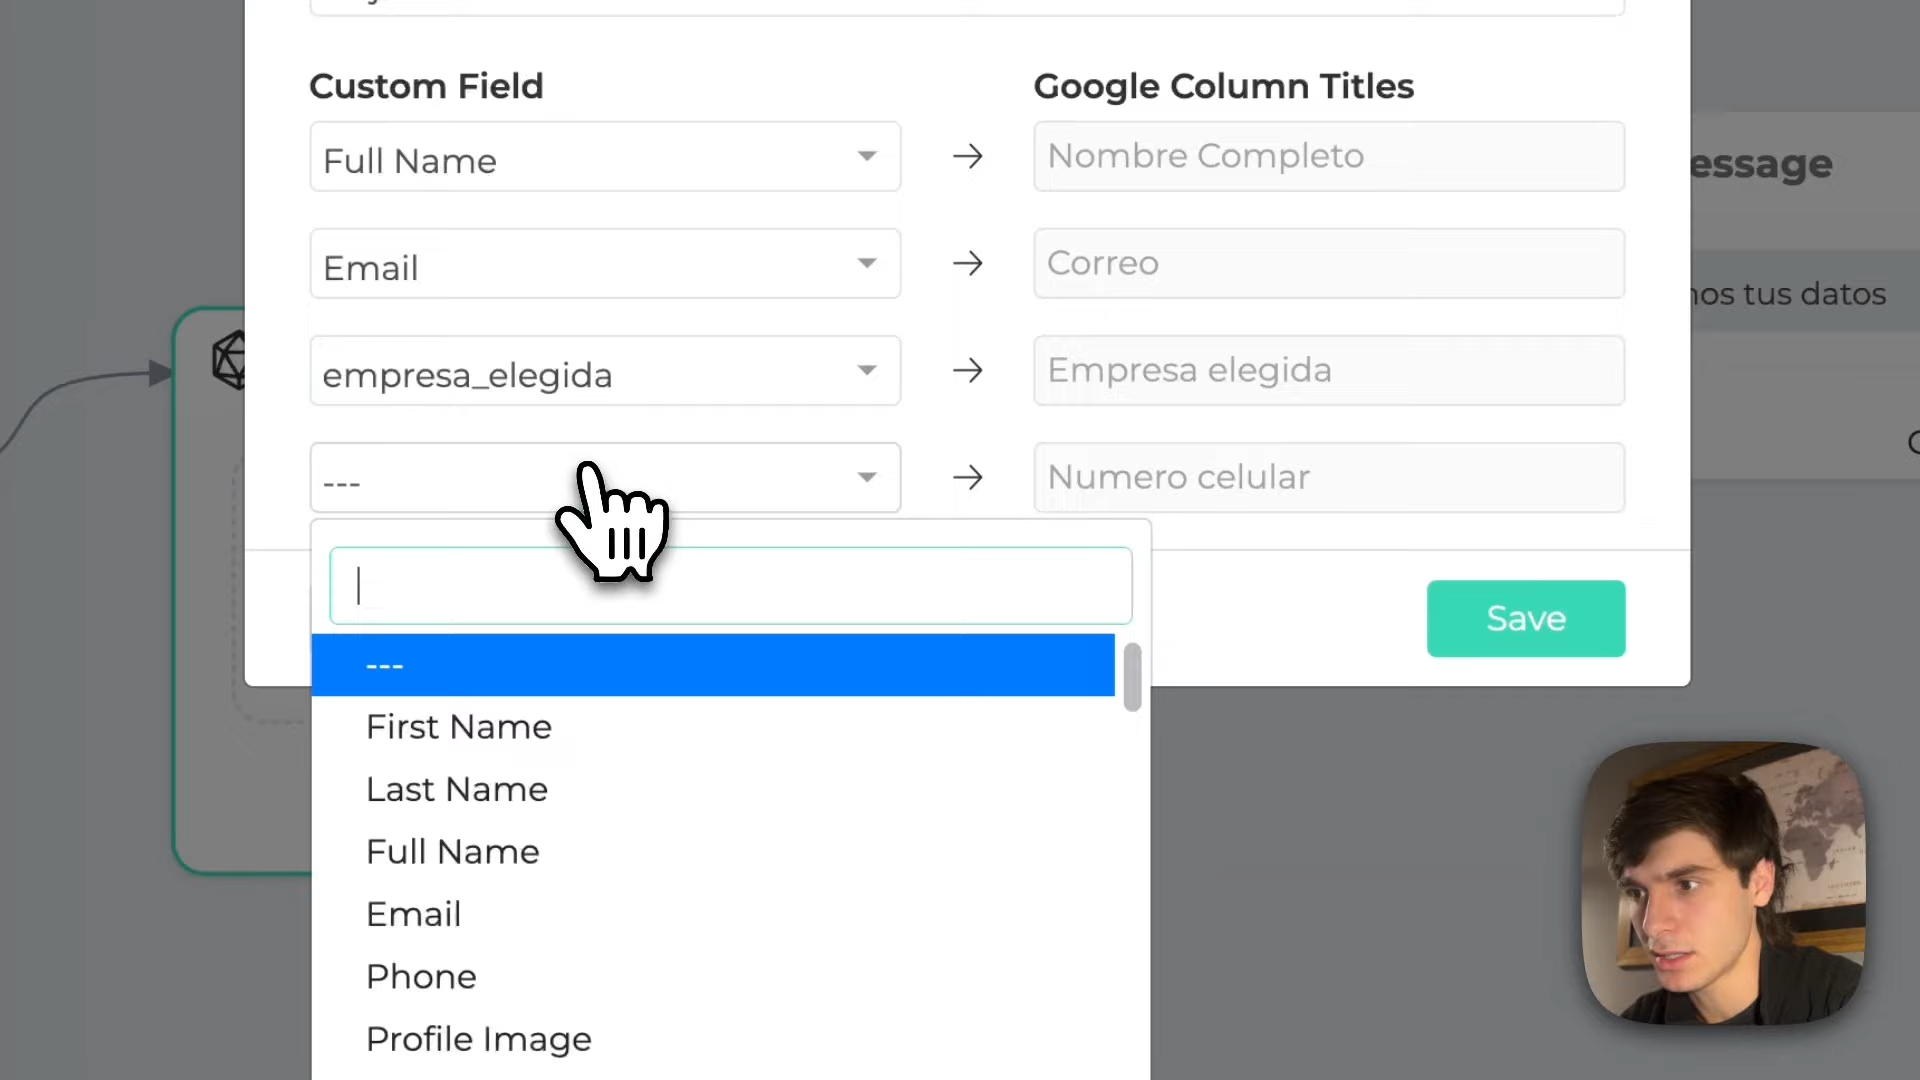 Custom Field
Google Column Titles
Full Name
Nombre Completo
Email
Correo
empresa_elegida
Empresa elegida
---
Numero celular
---
First Name
Last Name
Full Name
Email
Phone
Profile Image
Save
essage
nos tus datos